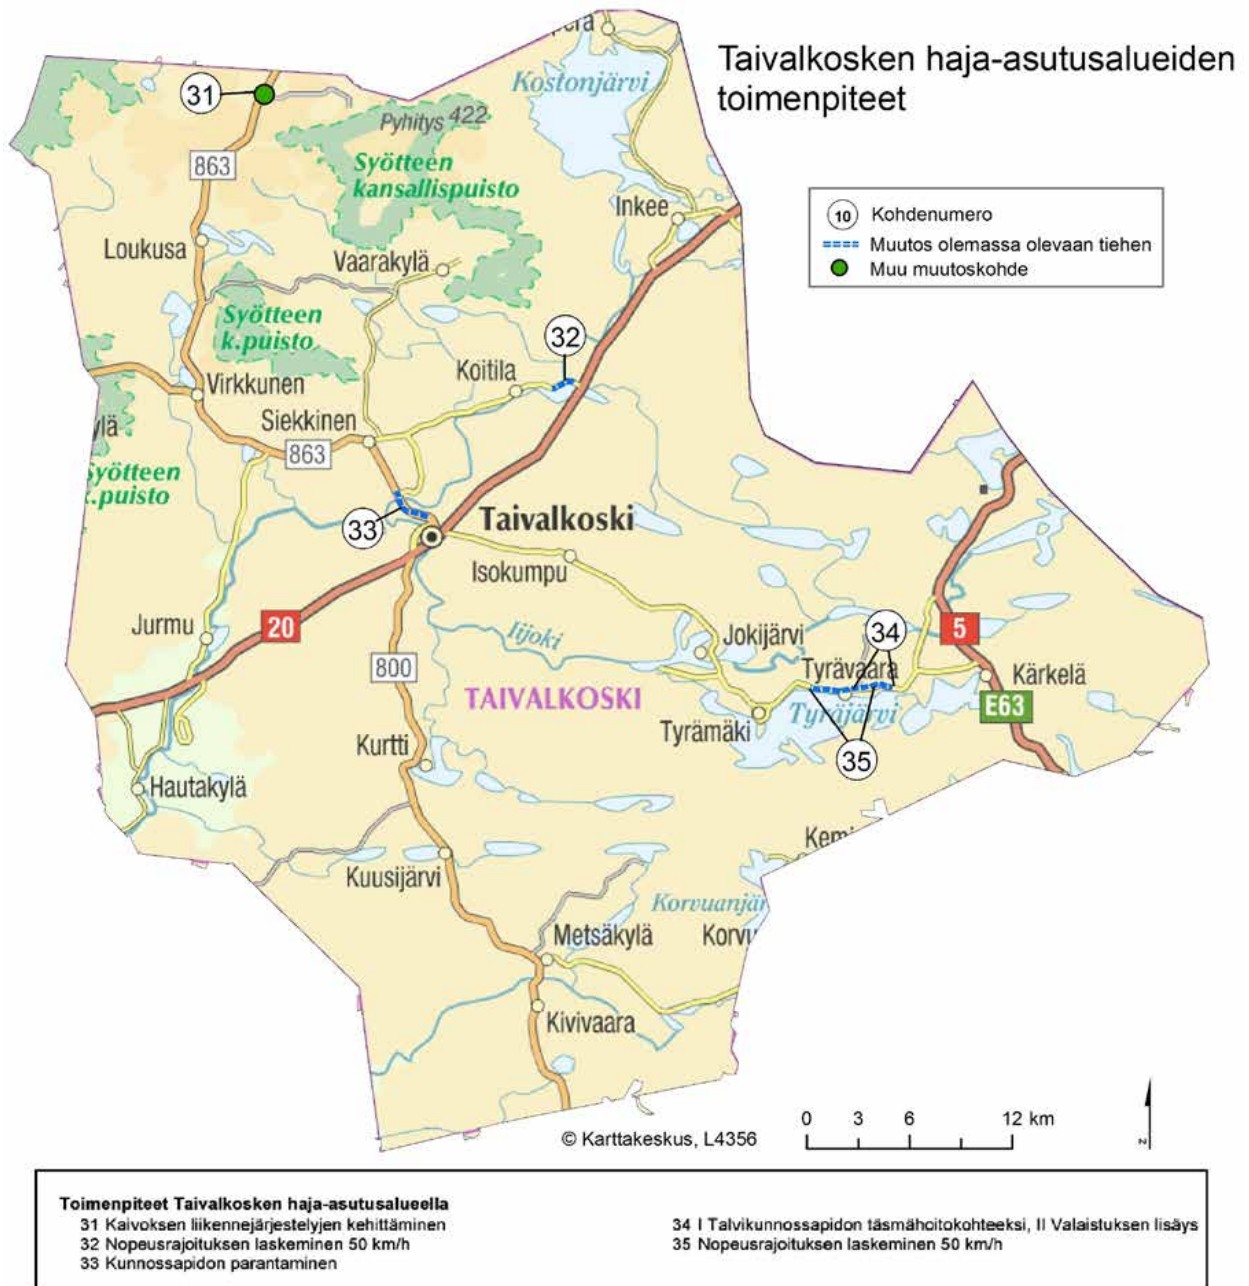 Taivalkosken haja-asutusalueiden
toimenpiteet
10 Kohdenumero
Muutos olemassa olevaan tiehen
Muu muutoskohde
Kostonjärvi
31
Pyhitys 422
863
Syötteen
kansallispuisto
Inkee
Loukusa
Vaarakylä
Syötteen
k.puisto
32
Koitila
Virkkunen
Siekkinen
ylä
863
Syötteen
k.puisto
33
Taivalkoski
Isokumpu
Jurmu
20
Iijoki
34
5
Jokijärvi
800
Tyrävaara
Kärkelä
TAIVALKOSKI
E63
Tyräjärvi
Tyrämäki
Kurtti
35
Hautakylä
Kemi
Kuusijärvi
Korvuanjär
Metsäkylä
Korvu
Kivivaara
0 3 6 12 km
© Karttakeskus, L4356
z
Toimenpiteet Taivalkosken haja-asutusalueella
31 Kaivoksen liikennejärjestelyjen kehittäminen
32 Nopeusrajoituksen laskeminen 50 km/h
33 Kunnossapidon parantaminen
34 I Talvikunnossapidon täsmähoitokohteeksi, II Valaistuksen lisäys
35 Nopeusrajoituksen laskeminen 50 km/h